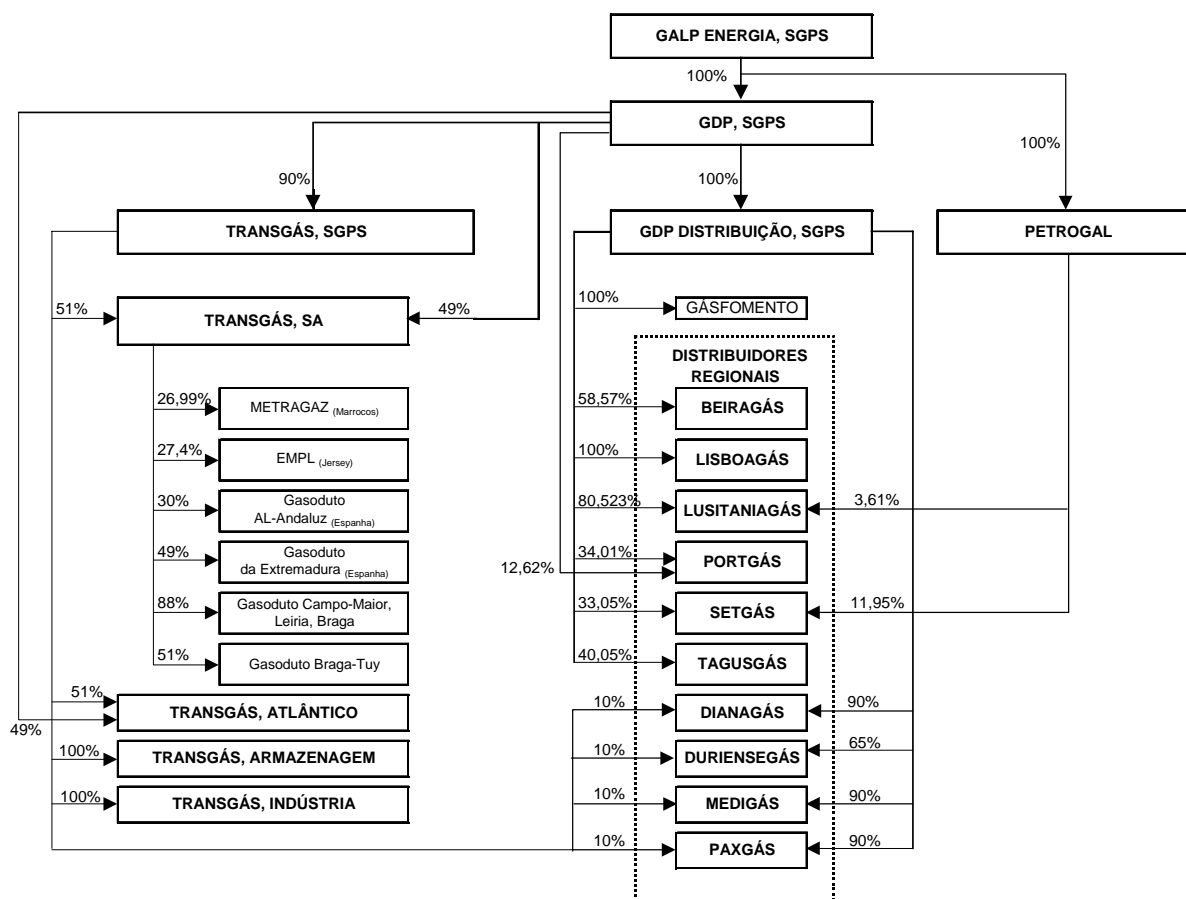 GALP ENERGIA, SGPS
100%
GDP, SGPS
100%
90%
100%
TRANSGÁS, SGPS
GDP DISTRIBUIÇÃO, SGPS
PETROGAL
51%
TRANSGÁS, SA
49%
100%
GÁSFOMENTO
DISTRIBUIDORES
REGIONAIS
26,99%
METRAGAZ (Marrocos)
58,57%
BEIRAGÁS
27,4%
EMPL (Jersey)
100%
LISBOAGÁS
30%
Gasoduto
AL-Andaluz (Espanha)
80,523%
LUSITANIAGÁS
3,61%
49%
Gasoduto
da Extremadura (Espanha)
34,01%
12,62%
PORTGÁS
88%
Gasoduto Campo-Maior,
Leiria, Braga
33,05%
SETGÁS
11,95%
51%
Gasoduto Braga-Tuy
40,05%
TAGUSGÁS
51%
49%
TRANSGÁS, ATLÂNTICO
10%
DIANAGÁS
90%
100%
TRANSGÁS, ARMAZENAGEM
10%
DURIENSEGÁS
65%
100%
TRANSGÁS, INDÚSTRIA
10%
MEDIGÁS
90%
10%
PAXGÁS
90%